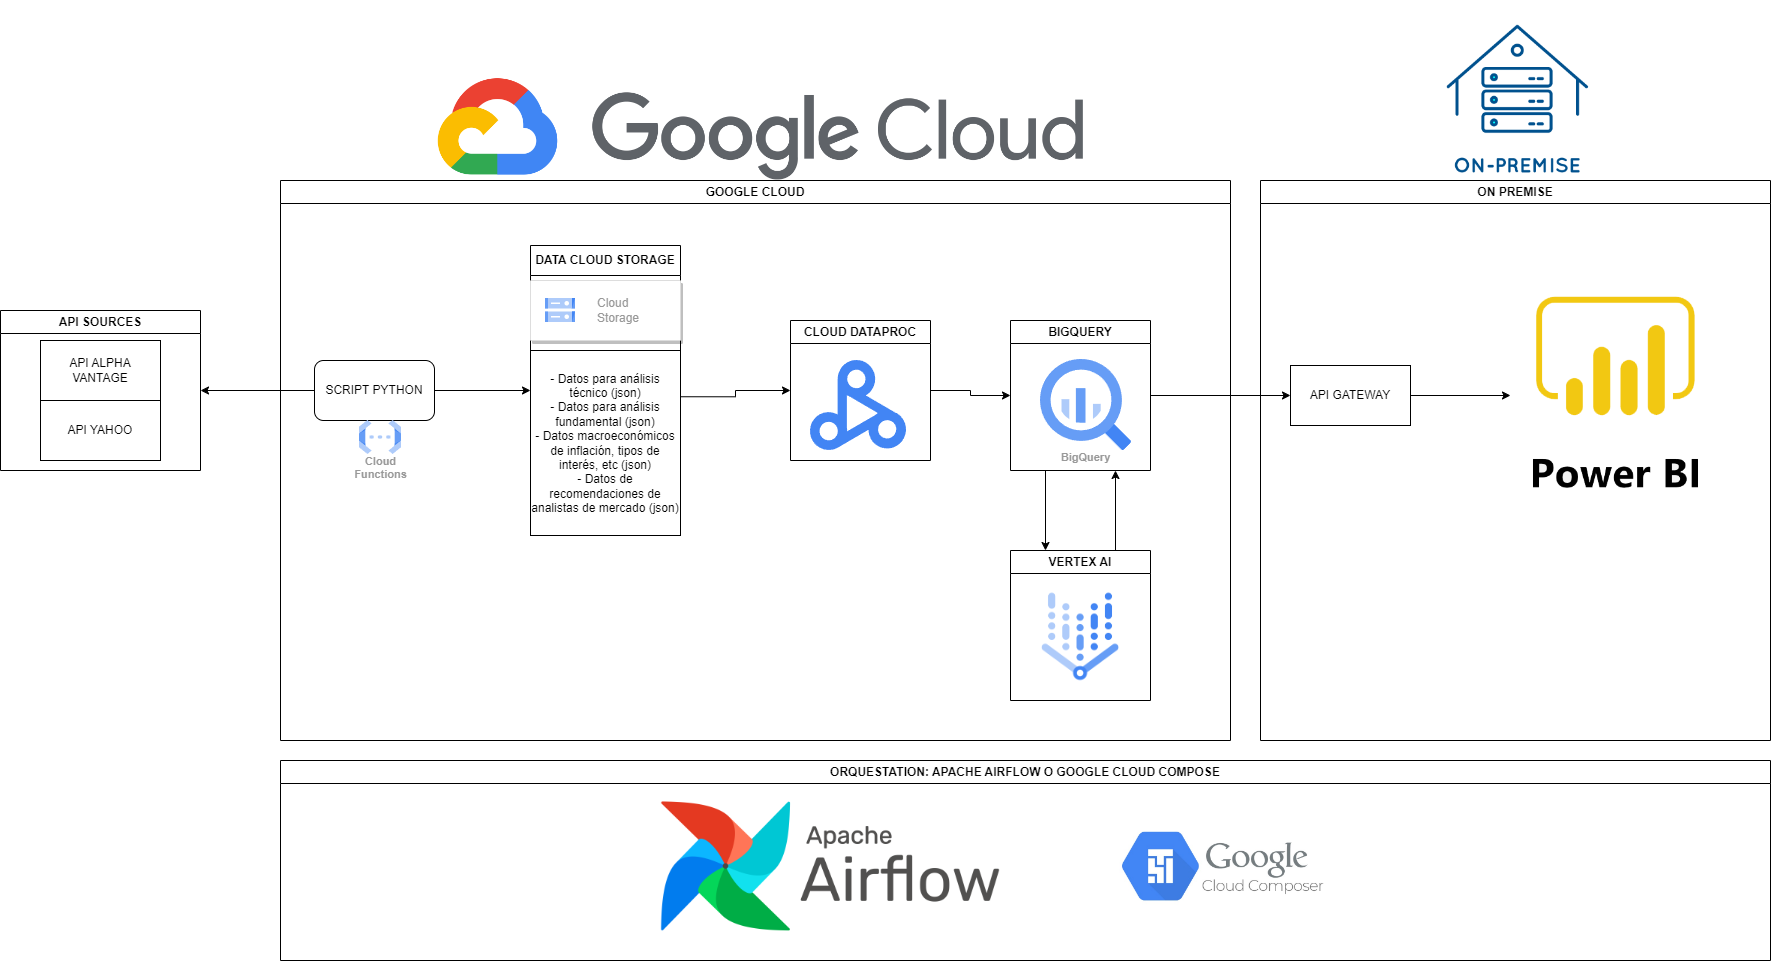 Google Cloud
ON-PREMISE
GOOGLE CLOUD
ON PREMISE
API SOURCES
API ALPHA
VANTAGE
API YAHOO
SCRIPT PYTHON
Cloud
Functions
DATA CLOUD STORAGE
Cloud
Storage
- Datos para análisis
técnico (json)
- Datos para análisis
fundamental (json)
- Datos macroeconómicos
de inflación, tipos de
interés, etc (json)
- Datos de
recomendaciones de
analistas de mercado (json)
CLOUD DATAPROC
BIGQUERY
BigQuery
VERTEX AI
API GATEWAY
Power BI
ORQUESTATION: APACHE AIRFLOW O GOOGLE CLOUD COMPOSE
Apache
Airflow
Google
Cloud Composer